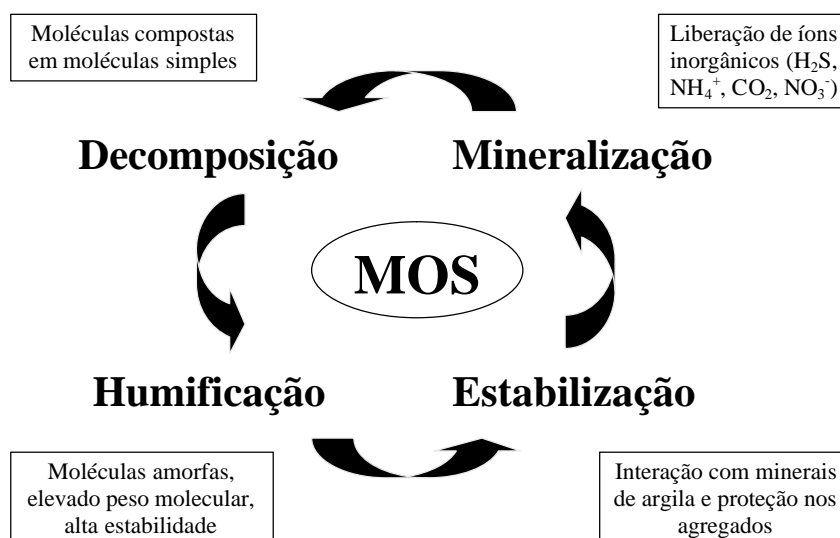 Moléculas compostas
em moléculas simples
Liberação de íons
inorgânicos (H₂S,
NH₄⁺, CO₂, NO₃⁻)
Decomposição
Mineralização
MOS
Humificação
Estabilização
Moléculas amorfas,
elevado peso molecular,
alta estabilidade
Interação com minerais
de argila e proteção nos
agregados